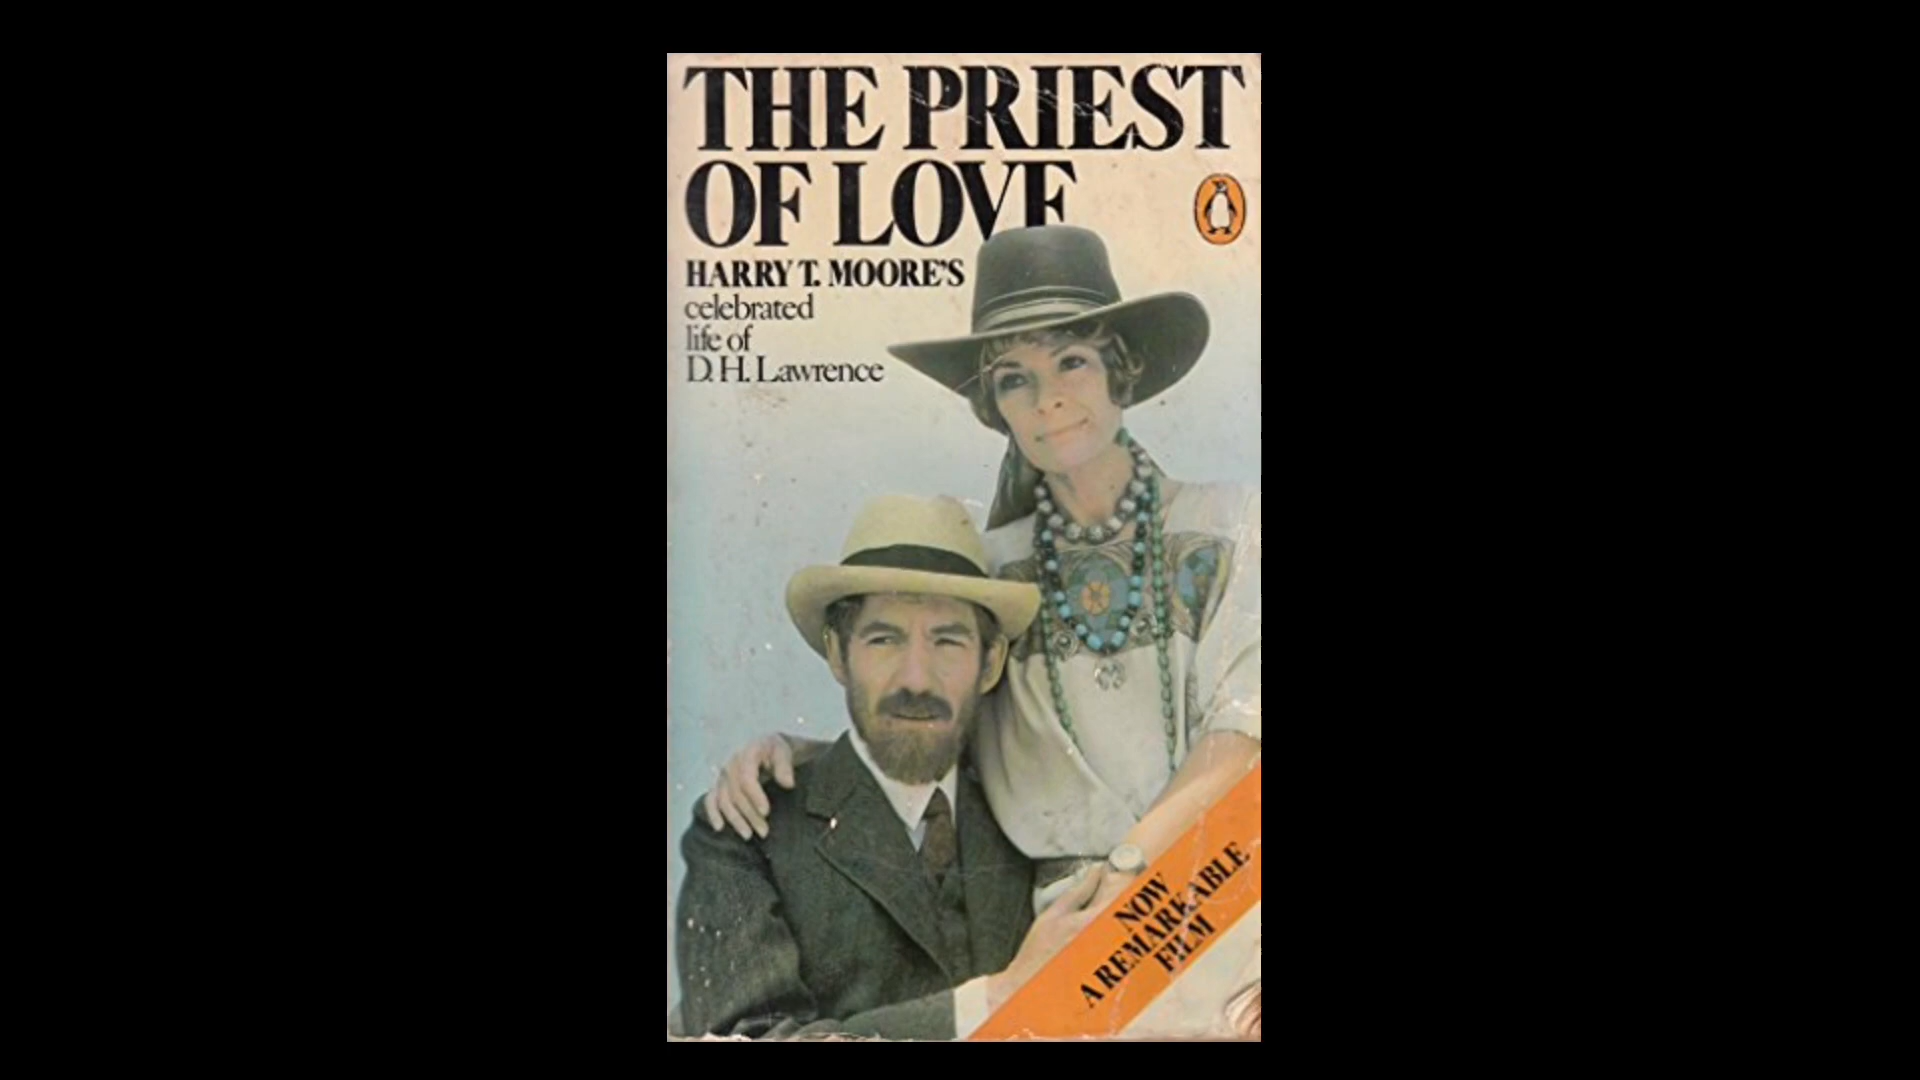 THE PRIEST
OF LOVE
HARRY T. MOORE'S
celebrated
life of
D. H. Lawrence
NOW
A REMARKABLE
FILM